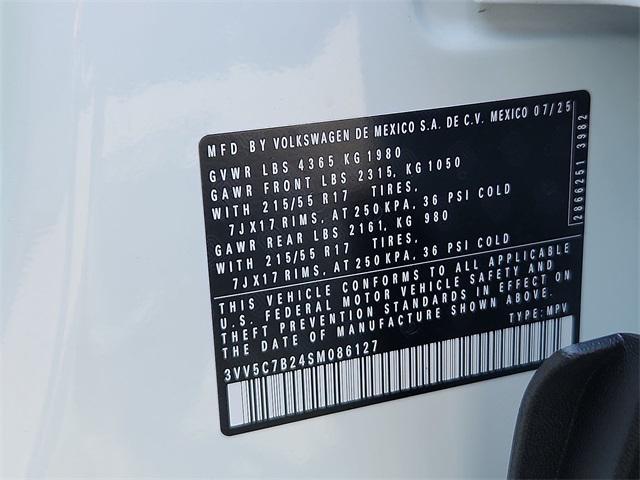 MFD BY VOLKSWAGEN DE MEXICO S.A. DE C.V. MEXICO 07/25
GVWR LBS 4365 KG 1980
GAWR FRONT LBS 2315, KG 1050
WITH 215/55 R17 TIRES,
7JX17 RIMS, AT 250 KPA, 36 PSI COLD
GAWR REAR LBS 2161, KG 980
WITH 215/55 R17 TIRES,
7JX17 RIMS, AT 250 KPA, 36 PSI COLD
2866251 3982
THIS VEHICLE CONFORMS TO ALL APPLICABLE
U.S. FEDERAL MOTOR VEHICLE SAFETY AND
THEFT PREVENTION STANDARDS IN EFFECT ON
THE DATE OF MANUFACTURE SHOWN ABOVE.
3VV5C7B24SM086127 TYPE: MPV